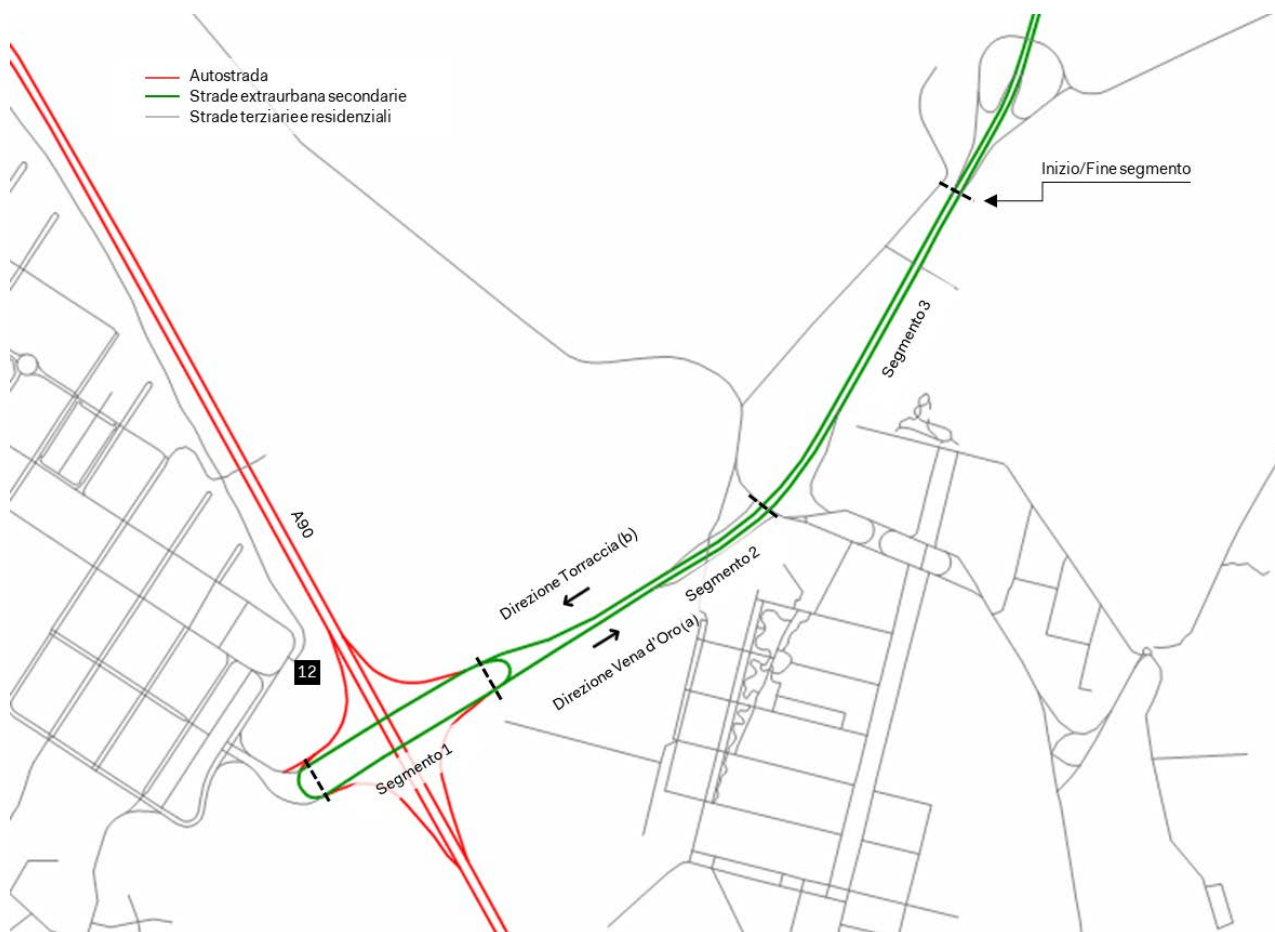 Autostrada
Strade extraurbana secondarie
Strade terziarie e residenziali
Inizio/Fine segmento
Segmento 3
A90
Direzione Torraccia (b)
Segmento 2
Direzione Vena d'Oro (a)
12
Segmento 1